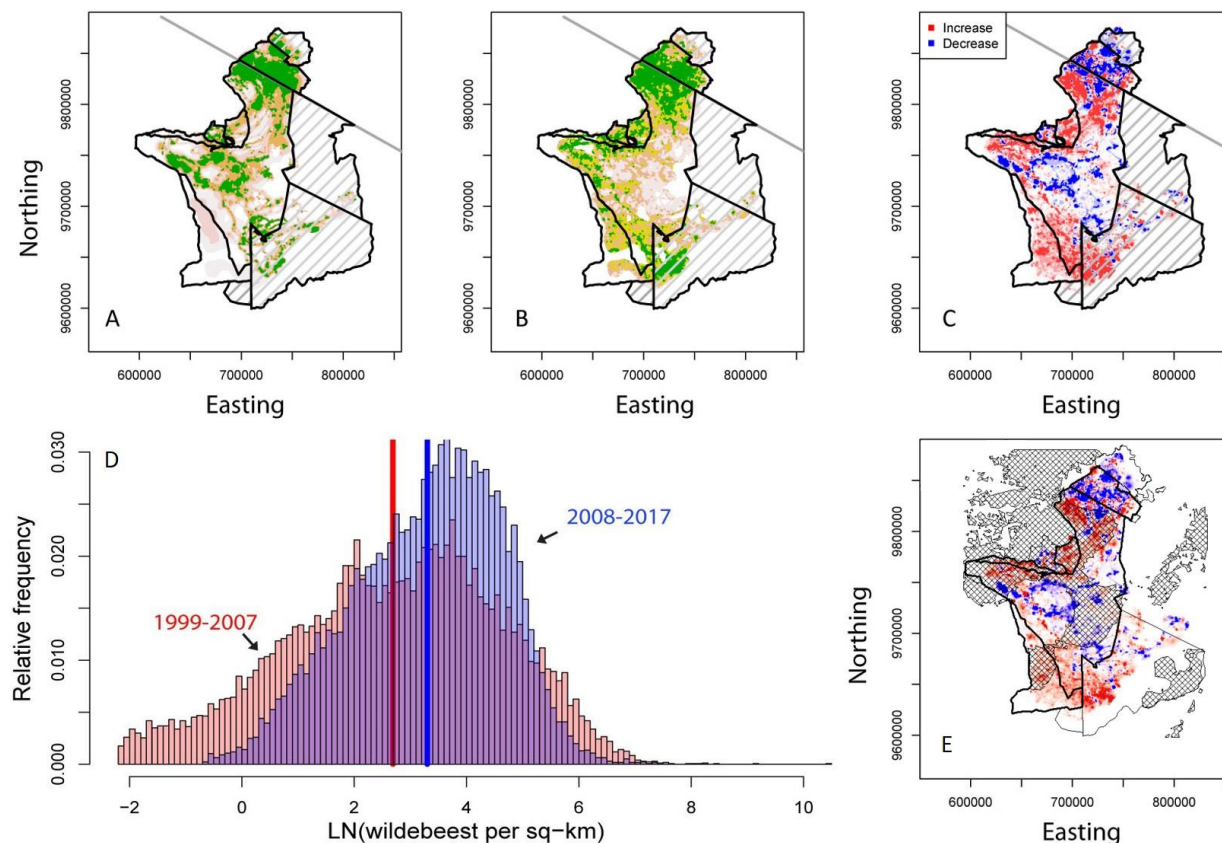 Increase
Decrease
9800000
9700000
9600000
Northing
A
B
C
600000 700000 800000
600000 700000 800000
600000 700000 800000
Easting
Easting
Easting
9800000
9700000
9600000
9800000
9700000
9600000
D
0.030
0.020
0.010
0.000
Relative frequency
1999-2007
2008-2017
−2 0 2 4 6 8 10
LN(wildebeest per sq−km)
9800000
9700000
9600000
Northing
E
600000 700000 800000
Easting